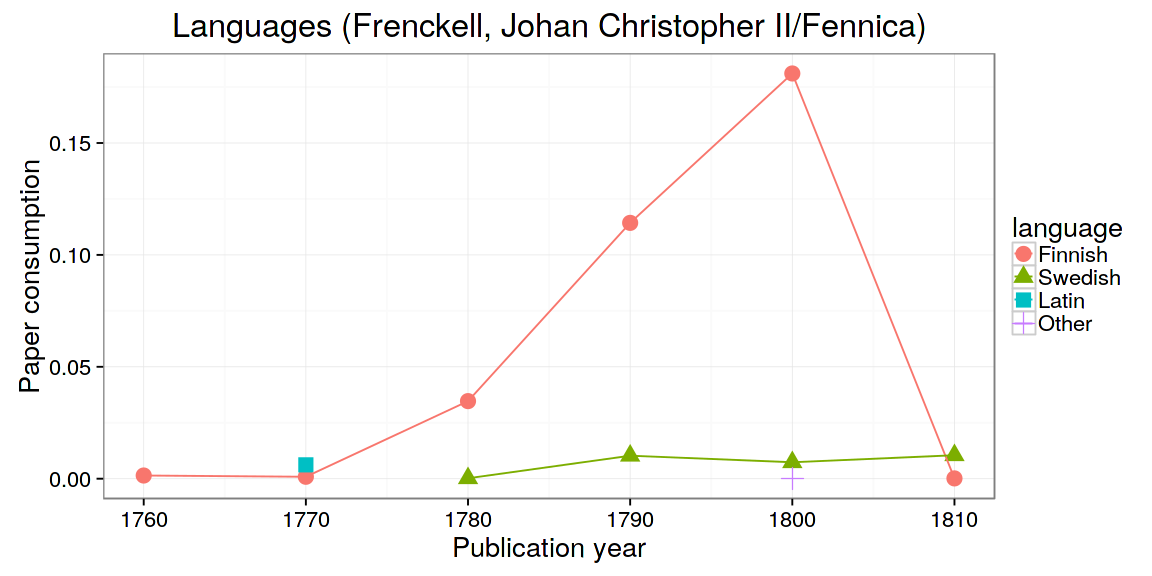 Languages (Frenckell, Johan Christopher II/Fennica)
Paper consumption
0.15
0.10
0.05
0.00
1760 1770 1780 1790 1800 1810
Publication year
language
Finnish
Swedish
Latin
Other